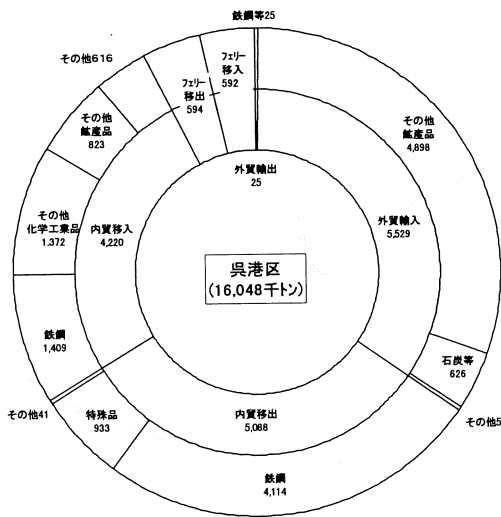 鉄鋼等25
その他616
フェリー
移入
592
フェリー
移出
594
その他
鉱産品
823
その他
鉱産品
4,898
外貿輸出
25
その他
化学工業品
1,372
内貿移入
4,220
外貿輸入
5,529
呉港区
(16,048千トン)
鉄鋼
1,409
石炭等
626
その他41
特殊品
933
内貿移出
5,088
その他5
鉄鋼
4,114